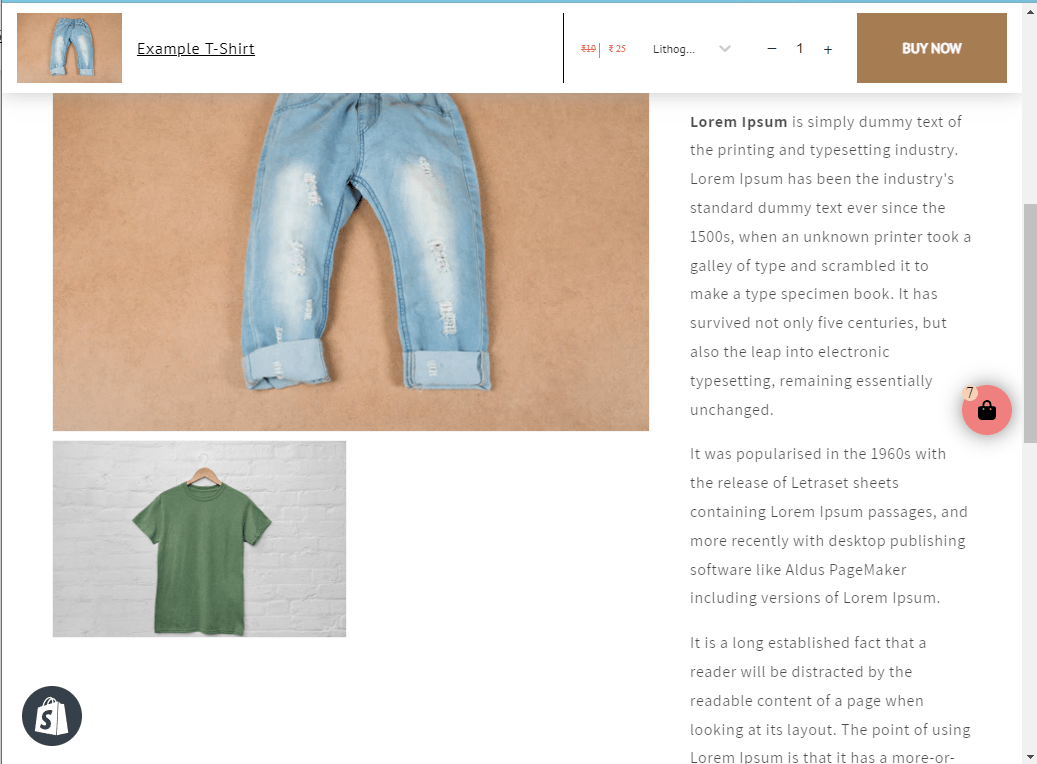 Example T-Shirt
₹19 | ₹ 25
Lithog...
− 1 +
BUY NOW
Lorem Ipsum is simply dummy text of
the printing and typesetting industry.
Lorem Ipsum has been the industry's
standard dummy text ever since the
1500s, when an unknown printer took a
galley of type and scrambled it to
make a type specimen book. It has
survived not only five centuries, but
also the leap into electronic
typesetting, remaining essentially
unchanged.
7
It was popularised in the 1960s with
the release of Letraset sheets
containing Lorem Ipsum passages, and
more recently with desktop publishing
software like Aldus PageMaker
including versions of Lorem Ipsum.
It is a long established fact that a
reader will be distracted by the
readable content of a page when
looking at its layout. The point of using
Lorem Ipsum is that it has a more-or-
S